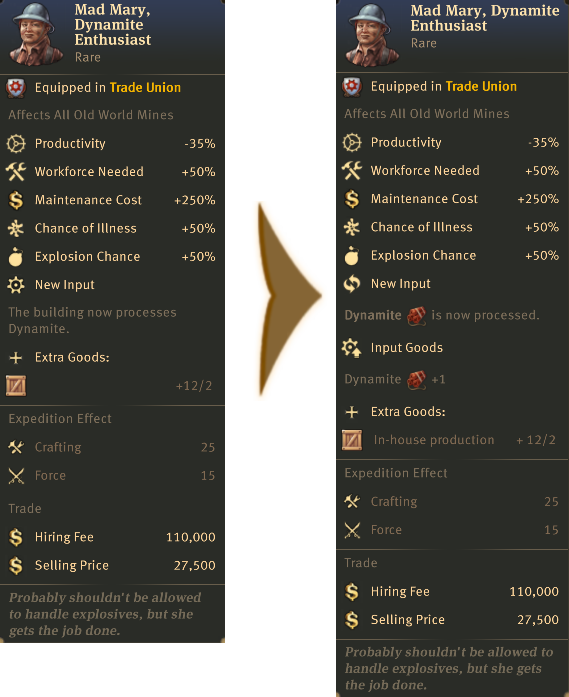 Mad Mary,
Dynamite
Enthusiast
Rare
Equipped in Trade Union
Affects All Old World Mines
Productivity -35%
Workforce Needed +50%
Maintenance Cost +250%
Chance of Illness +50%
Explosion Chance +50%
New Input
The building now processes
Dynamite.
Extra Goods:
+12/2
Expedition Effect
Crafting 25
Force 15
Trade
Hiring Fee 110,000
Selling Price 27,500
Probably shouldn't be allowed
to handle explosives, but she
gets the job done.
Mad Mary, Dynamite
Enthusiast
Rare
Equipped in Trade Union
Affects All Old World Mines
Productivity -35%
Workforce Needed +50%
Maintenance Cost +250%
Chance of Illness +50%
Explosion Chance +50%
New Input
Dynamite is now processed.
Input Goods
Dynamite +1
Extra Goods:
In-house production + 12/2
Expedition Effect
Crafting 25
Force 15
Trade
Hiring Fee 110,000
Selling Price 27,500
Probably shouldn't be allowed to
handle explosives, but she gets
the job done.